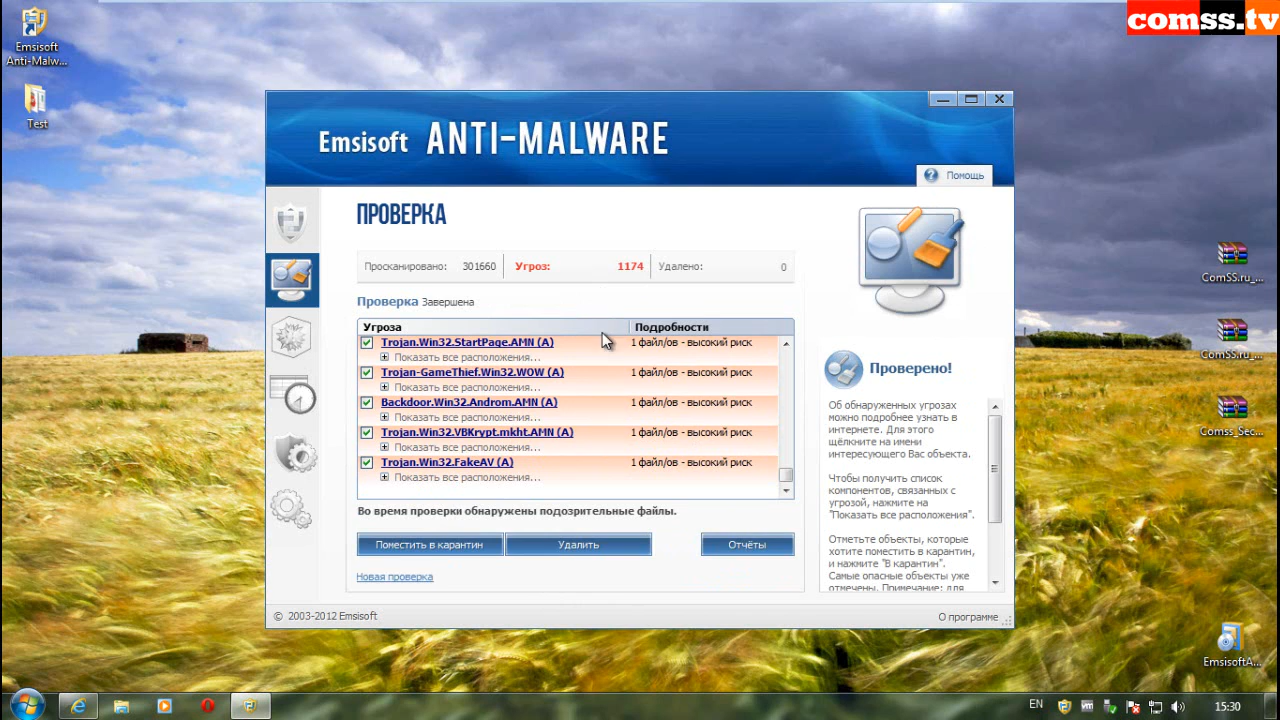 comss.tv
Emsisoft
Anti-Malw...
Test
Emsisoft ANTI-MALWARE
Помощь
ПРОВЕРКА
Просканировано: 301660 Угроз: 1174 Удалено: 0
Проверка Завершена
Угроза Подробности
Trojan.Win32.StartPage.AMN (A) 1 файл/ов - высокий риск
Показать все расположения...
Trojan-GameThief.Win32.WOW (A) 1 файл/ов - высокий риск
Показать все расположения...
Backdoor.Win32.Androm.AMN (A) 1 файл/ов - высокий риск
Показать все расположения...
Trojan.Win32.VBKrypt.mkht.AMN (A) 1 файл/ов - высокий риск
Показать все расположения...
Trojan.Win32.FakeAV (A) 1 файл/ов - высокий риск
Показать все расположения...
Во время проверки обнаружены подозрительные файлы.
Поместить в карантин Удалить Отчёты
Новая проверка
Проверено!
Об обнаруженных угрозах
можно подробнее узнать в
интернете. Для этого
щёлкните на имени
интересующего Вас объекта.
Чтобы получить список
компонентов, связанных с
угрозой, нажмите на
"Показать все расположения".
Отметьте объекты, которые
хотите поместить в карантин,
и нажмите "В карантин".
Самые опасные объекты уже
отмечены. Примечание: для
© 2003-2012 Emsisoft
О программе
ComSS.ru_...
ComSS.ru_...
Comss_Sec...
EmsisoftA...
EN
15:30